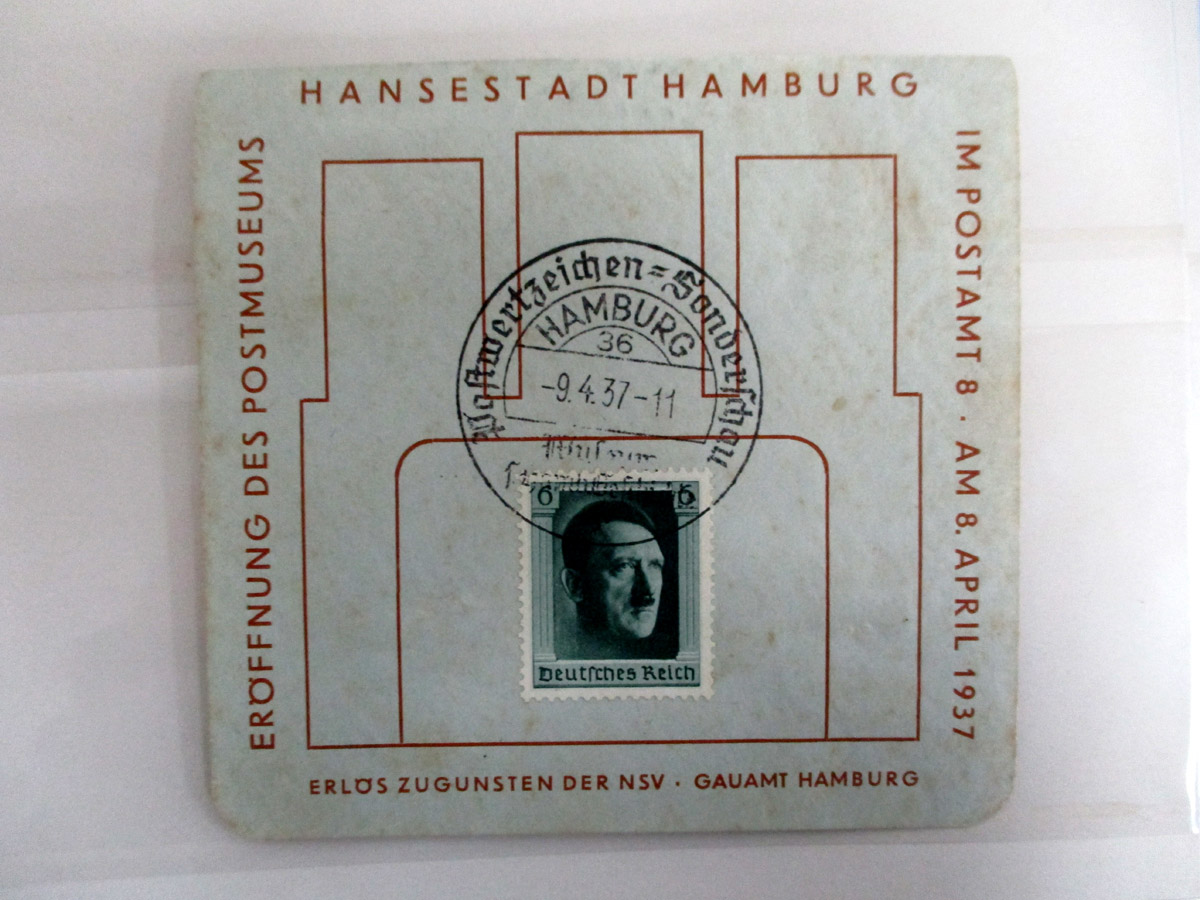 HANSESTADT HAMBURG
ERÖFFNUNG DES POSTMUSEUMS
IM POSTAMT 8 · AM 8. APRIL 1937
Postwertzeichen=Sonderschau
HAMBURG
36
-9.4.37-11
6 6
Deutsches Reich
ERLÖS ZUGUNSTEN DER NSV · GAUAMT HAMBURG